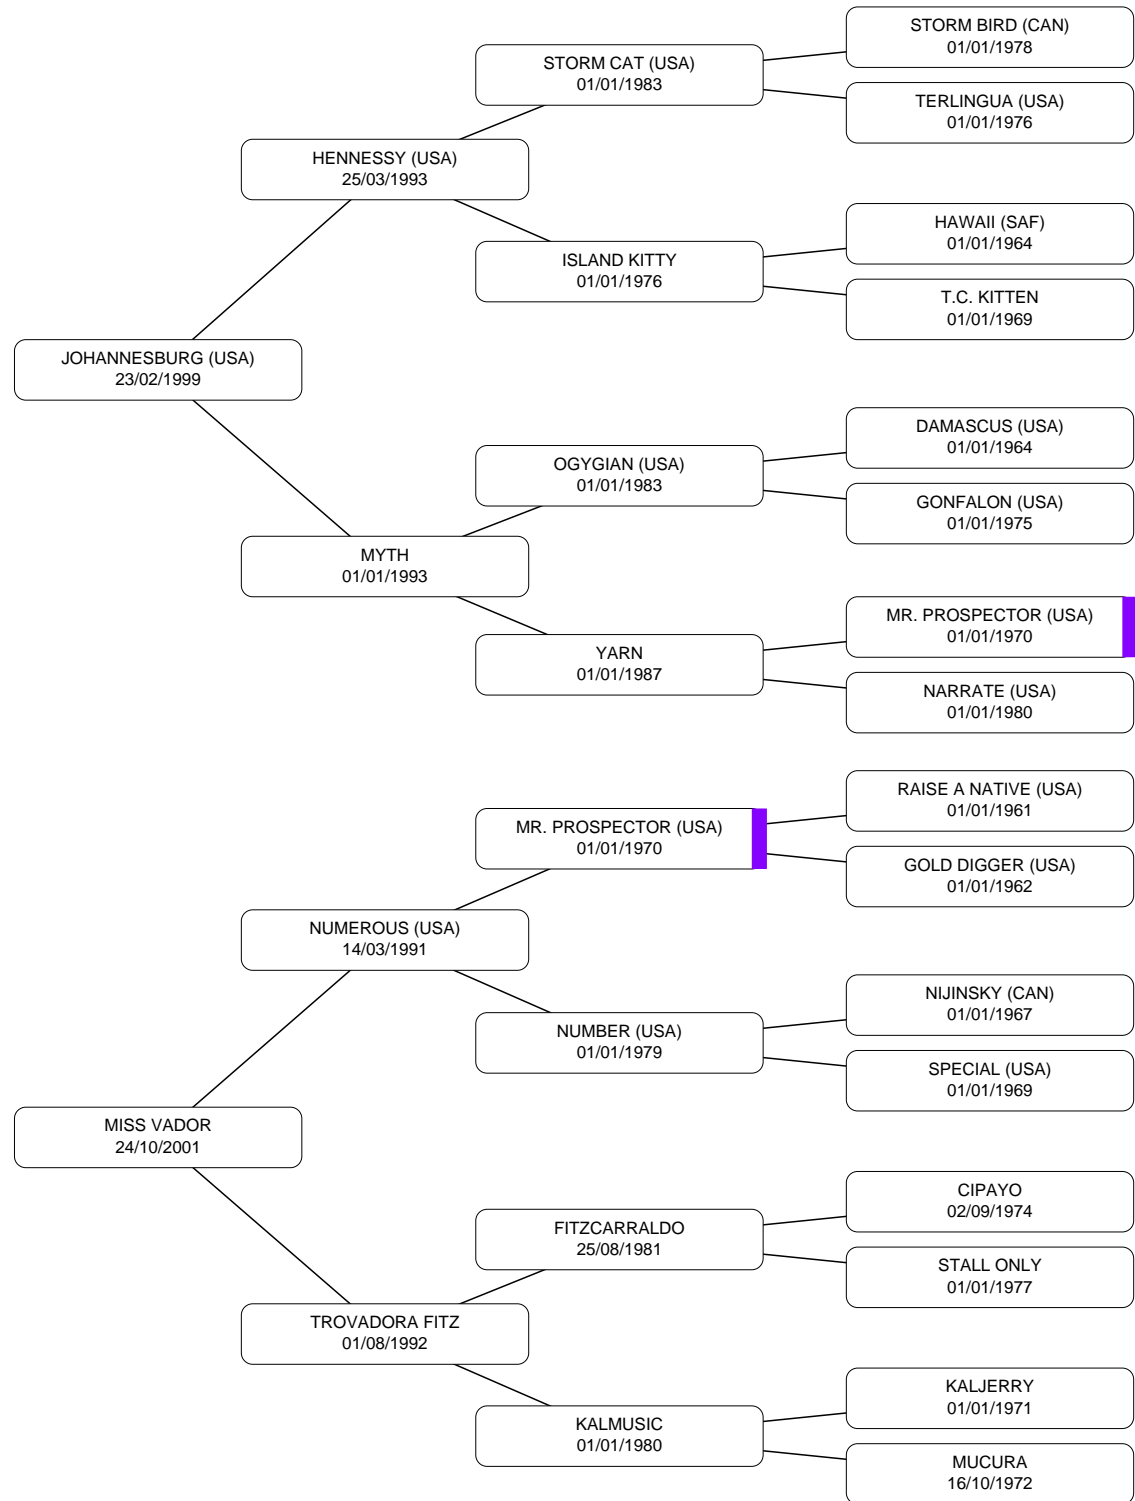 STORM BIRD (CAN)
01/01/1978
STORM CAT (USA)
01/01/1983
TERLINGUA (USA)
01/01/1976
HENNESSY (USA)
25/03/1993
HAWAII (SAF)
01/01/1964
ISLAND KITTY
01/01/1976
T.C. KITTEN
01/01/1969
JOHANNESBURG (USA)
23/02/1999
DAMASCUS (USA)
01/01/1964
OGYGIAN (USA)
01/01/1983
GONFALON (USA)
01/01/1975
MYTH
01/01/1993
MR. PROSPECTOR (USA)
01/01/1970
YARN
01/01/1987
NARRATE (USA)
01/01/1980
RAISE A NATIVE (USA)
01/01/1961
MR. PROSPECTOR (USA)
01/01/1970
GOLD DIGGER (USA)
01/01/1962
NUMEROUS (USA)
14/03/1991
NIJINSKY (CAN)
01/01/1967
NUMBER (USA)
01/01/1979
SPECIAL (USA)
01/01/1969
MISS VADOR
24/10/2001
CIPAYO
02/09/1974
FITZCARRALDO
25/08/1981
STALL ONLY
01/01/1977
TROVADORA FITZ
01/08/1992
KALJERRY
01/01/1971
KALMUSIC
01/01/1980
MUCURA
16/10/1972